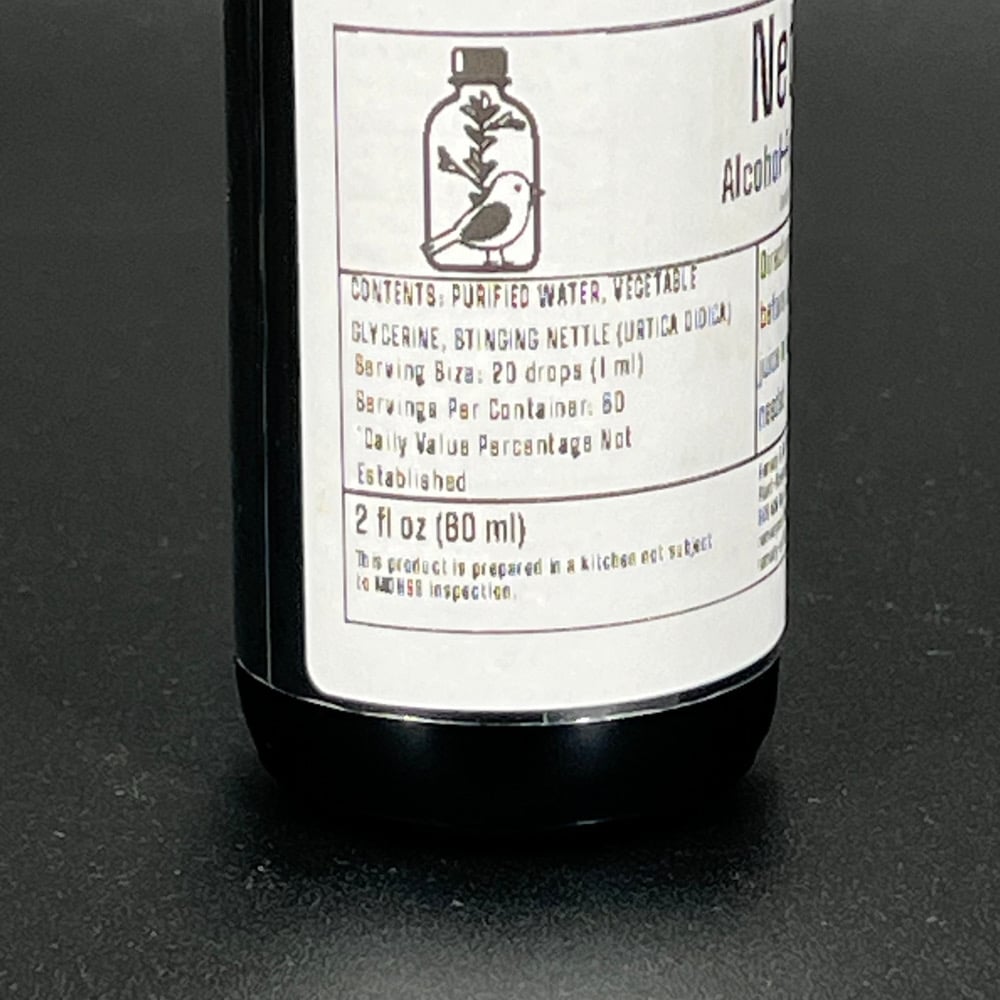 Ne
Alcohol-
CONTENTS: PURIFIED WATER, VEGETABLE
GLYCERINE, STINGING NETTLE (URTICA DIDICA)
Serving Size: 20 drops (1 ml)
Servings Per Container: 60
*Daily Value Percentage Not
Established
2 fl oz (60 ml)
This product is prepared in a kitchen not subject
to MDHSS inspection.